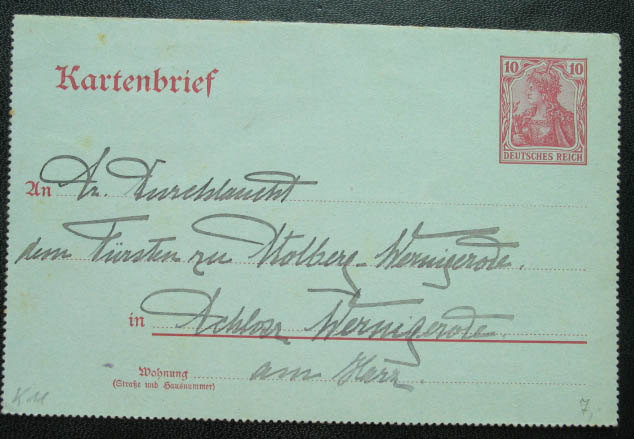 Kartenbrief
10 10
DEUTSCHES REICH
An Sr. Durchlaucht
dem Fürsten zu Stolberg-Wernigerode.
in Schloss Wernigerode
Wohnung
(Straße und Hausnummer)
am Harz.
7,